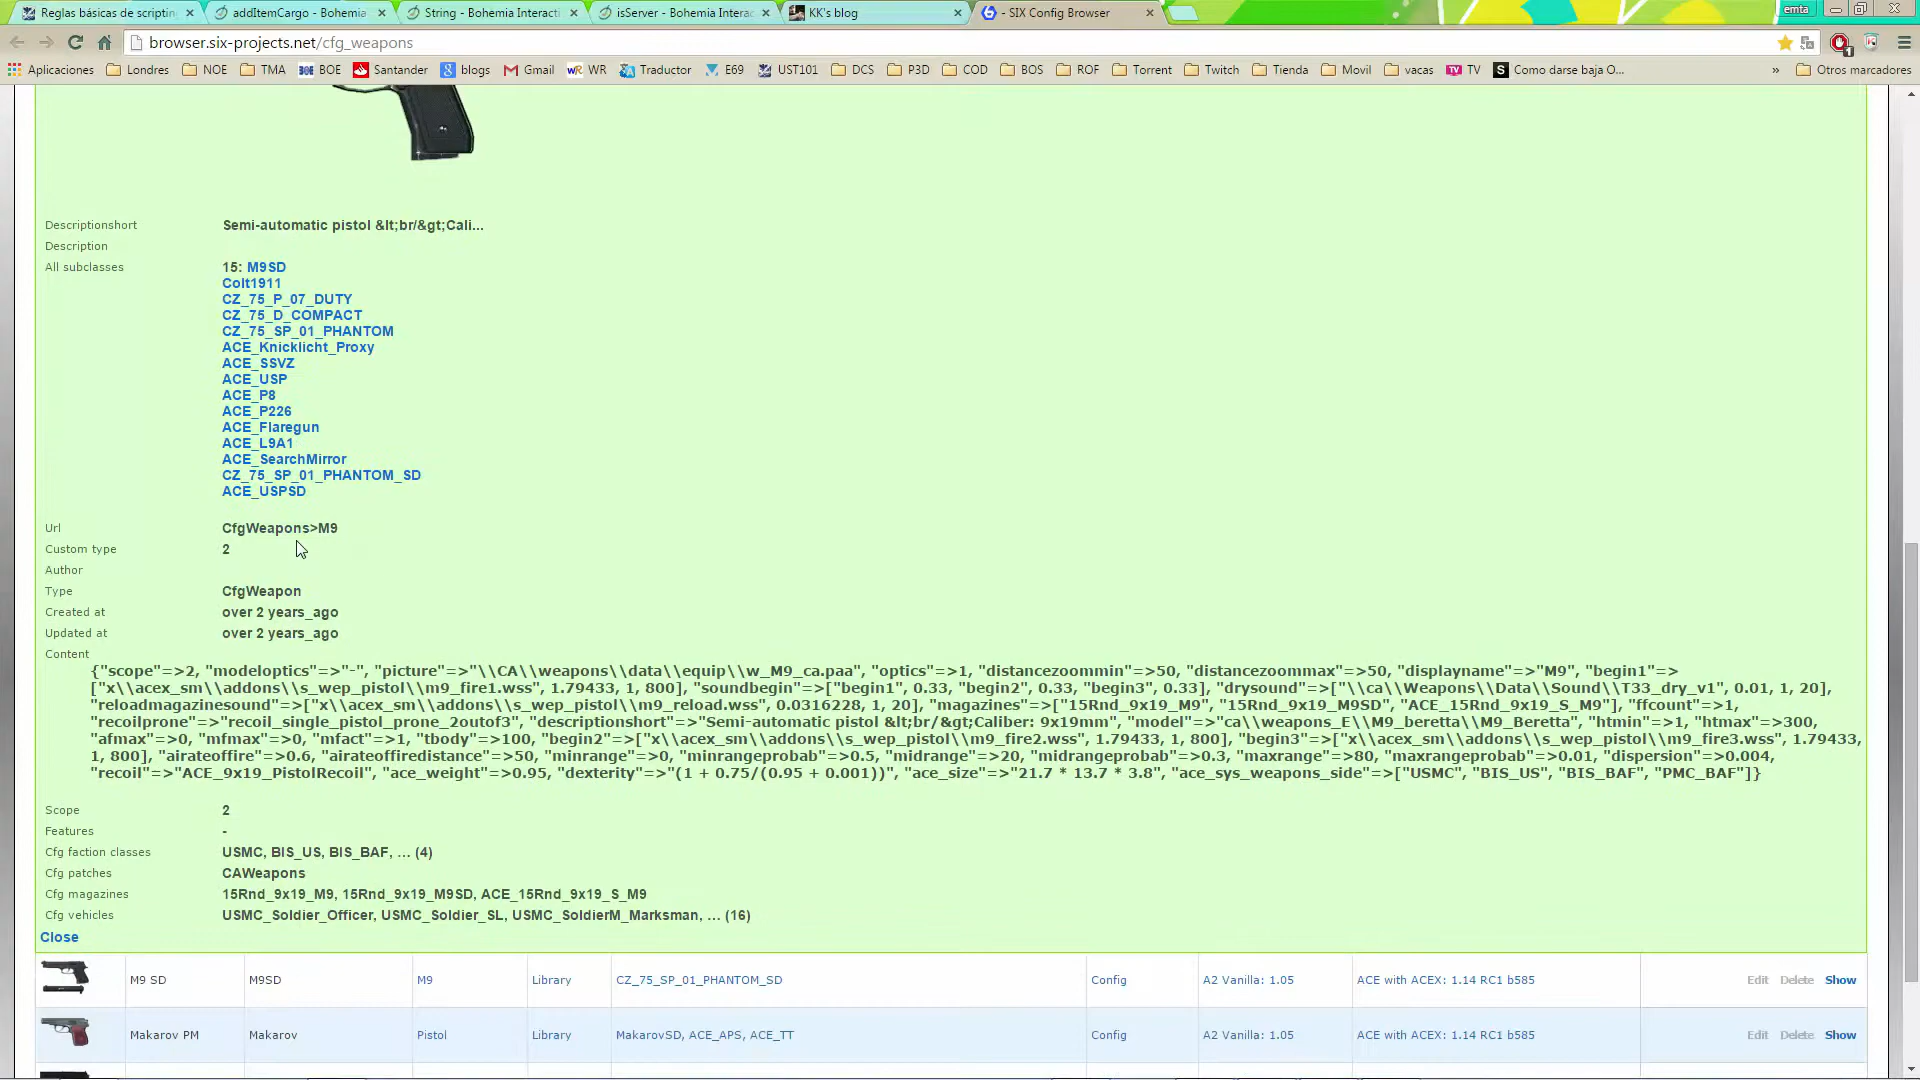 Reglas básicas de scripting
addItemCargo - Bohemia
String - Bohemia Interacti
isServer - Bohemia Interac
KK's blog
- SIX Config Browser
emta
browser.six-projects.net/cfg_weapons
1
Aplicaciones Londres NOE TMA BOE Santander blogs Gmail WR Traductor E69 UST101 DCS P3D COD BOS ROF Torrent Twitch Tienda Movil vacas TV Como darse baja O... » Otros marcadores
Descriptionshort Semi-automatic pistol &lt;br/&gt;Cali...
Description
All subclasses 15: M9SD
Colt1911
CZ_75_P_07_DUTY
CZ_75_D_COMPACT
CZ_75_SP_01_PHANTOM
ACE_Knicklicht_Proxy
ACE_SSVZ
ACE_USP
ACE_P8
ACE_P226
ACE_Flaregun
ACE_L9A1
ACE_SearchMirror
CZ_75_SP_01_PHANTOM_SD
ACE_USPSD
Url CfgWeapons>M9
Custom type 2
Author
Type CfgWeapon
Created at over 2 years_ago
Updated at over 2 years_ago
Content
{"scope"=>2, "modeloptics"=>"-", "picture"=>"\\CA\\weapons\\data\\equip\\w_M9_ca.paa", "optics"=>1, "distancezoommin"=>50, "distancezoommax"=>50, "displayname"=>"M9", "begin1"=>
["x\\acex_sm\\addons\\s_wep_pistol\\m9_fire1.wss", 1.79433, 1, 800], "soundbegin"=>["begin1", 0.33, "begin2", 0.33, "begin3", 0.33], "drysound"=>["\\ca\\Weapons\\Data\\Sound\\T33_dry_v1", 0.01, 1, 20],
"reloadmagazinesound"=>["x\\acex_sm\\addons\\s_wep_pistol\\m9_reload.wss", 0.0316228, 1, 20], "magazines"=>["15Rnd_9x19_M9", "15Rnd_9x19_M9SD", "ACE_15Rnd_9x19_S_M9"], "ffcount"=>1,
"recoilprone"=>"recoil_single_pistol_prone_2outof3", "descriptionshort"=>"Semi-automatic pistol &lt;br/&gt;Caliber: 9x19mm", "model"=>"ca\\weapons_E\\M9_beretta\\M9_Beretta", "htmin"=>1, "htmax"=>300,
"afmax"=>0, "mfmax"=>0, "mfact"=>1, "tbody"=>100, "begin2"=>["x\\acex_sm\\addons\\s_wep_pistol\\m9_fire2.wss", 1.79433, 1, 800], "begin3"=>["x\\acex_sm\\addons\\s_wep_pistol\\m9_fire3.wss", 1.79433,
1, 800], "airateoffire"=>0.6, "airateoffiredistance"=>50, "minrange"=>0, "minrangeprobab"=>0.5, "midrange"=>20, "midrangeprobab"=>0.3, "maxrange"=>80, "maxrangeprobab"=>0.01, "dispersion"=>0.004,
"recoil"=>"ACE_9x19_PistolRecoil", "ace_weight"=>0.95, "dexterity"=>"(1 + 0.75/(0.95 + 0.001))", "ace_size"=>"21.7 * 13.7 * 3.8", "ace_sys_weapons_side"=>["USMC", "BIS_US", "BIS_BAF", "PMC_BAF"]}
Scope 2
Features -
Cfg faction classes USMC, BIS_US, BIS_BAF, ... (4)
Cfg patches CAWeapons
Cfg magazines 15Rnd_9x19_M9, 15Rnd_9x19_M9SD, ACE_15Rnd_9x19_S_M9
Cfg vehicles USMC_Soldier_Officer, USMC_Soldier_SL, USMC_SoldierM_Marksman, ... (16)
Close
M9 SD M9SD M9 Library CZ_75_SP_01_PHANTOM_SD Config A2 Vanilla: 1.05 ACE with ACEX: 1.14 RC1 b585 Edit Delete Show
Makarov PM Makarov Pistol Library MakarovSD, ACE_APS, ACE_TT Config A2 Vanilla: 1.05 ACE with ACEX: 1.14 RC1 b585 Edit Delete Show